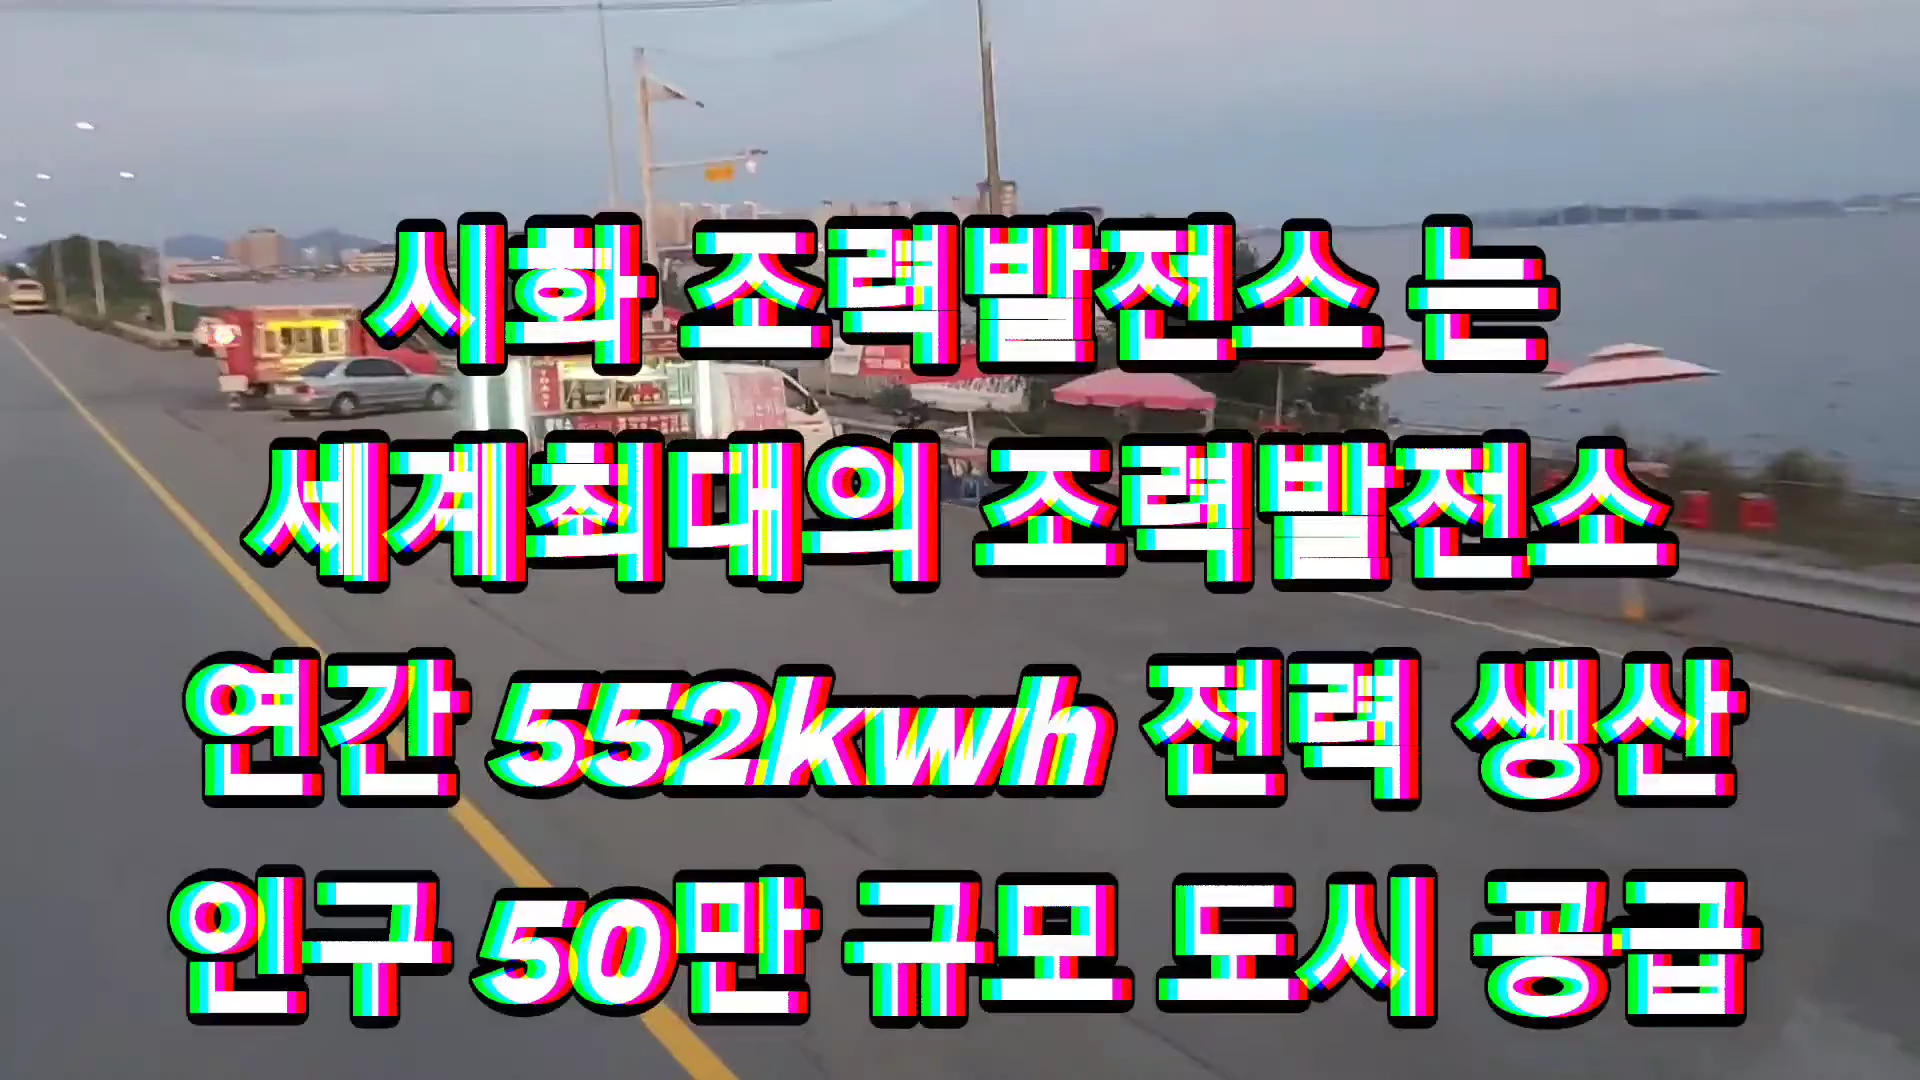 시화 조력발전소 는
세계최대의 조력발전소
연간 552kwh 전력 생산
인구 50만 규모 도시 공급